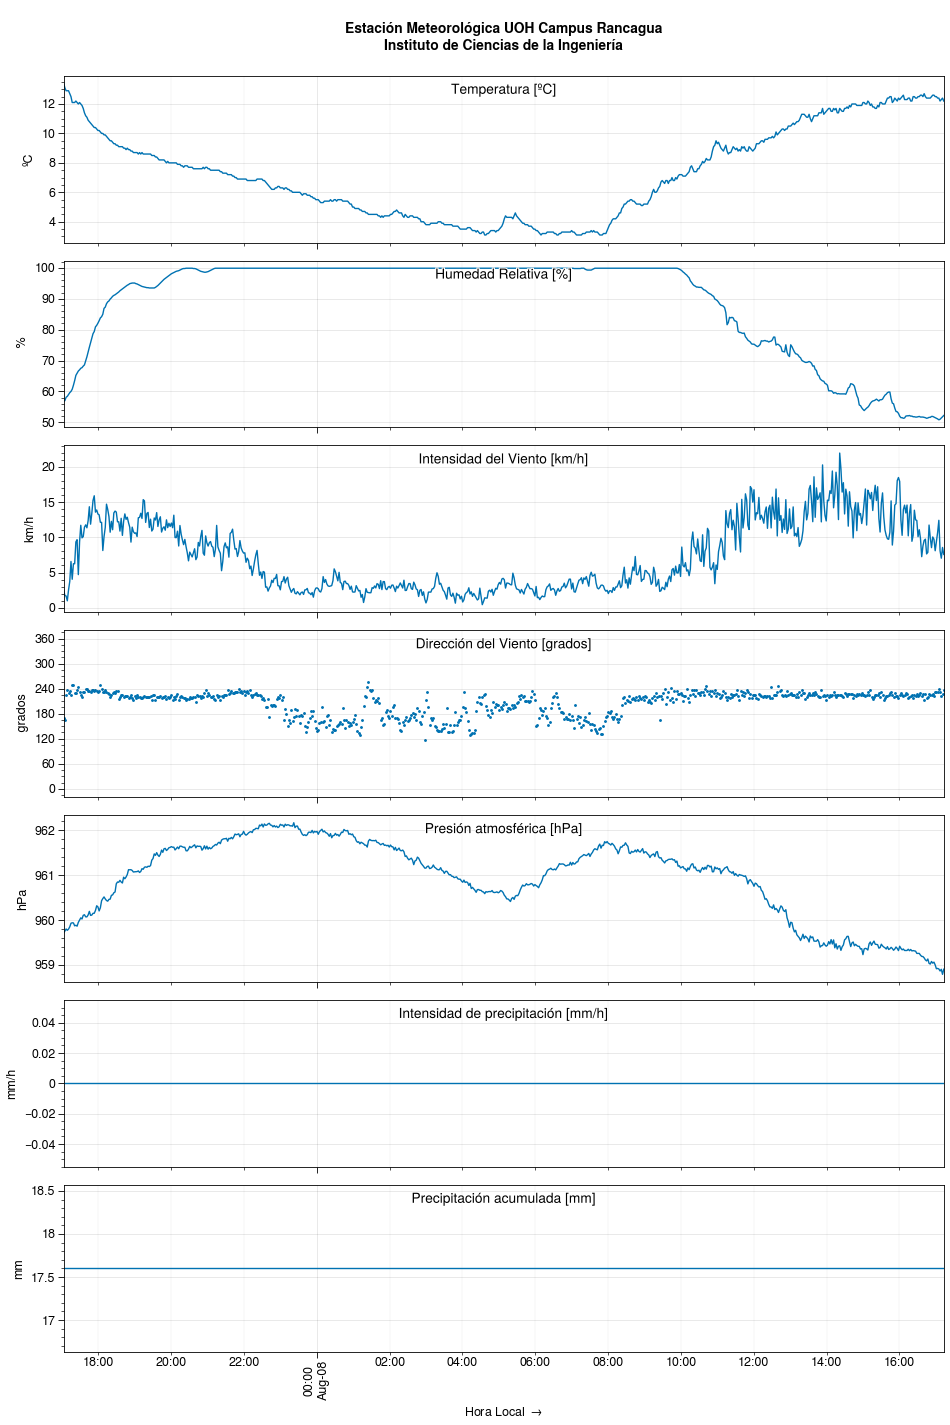 Estación Meteorológica UOH Campus Rancagua
Instituto de Ciencias de la Ingeniería
Temperatura [ºC]
ºC
12
10
8
6
4
Humedad Relativa [%]
%
100
90
80
70
60
50
Intensidad del Viento [km/h]
km/h
20
15
10
5
0
Dirección del Viento [grados]
grados
360
300
240
180
120
60
0
Presión atmosférica [hPa]
hPa
962
961
960
959
Intensidad de precipitación [mm/h]
mm/h
0.04
0.02
0
−0.02
−0.04
Precipitación acumulada [mm]
mm
18.5
18
17.5
17
18:00 20:00 22:00 00:00 02:00 04:00 06:00 08:00 10:00 12:00 14:00 16:00
Aug-08
Hora Local →